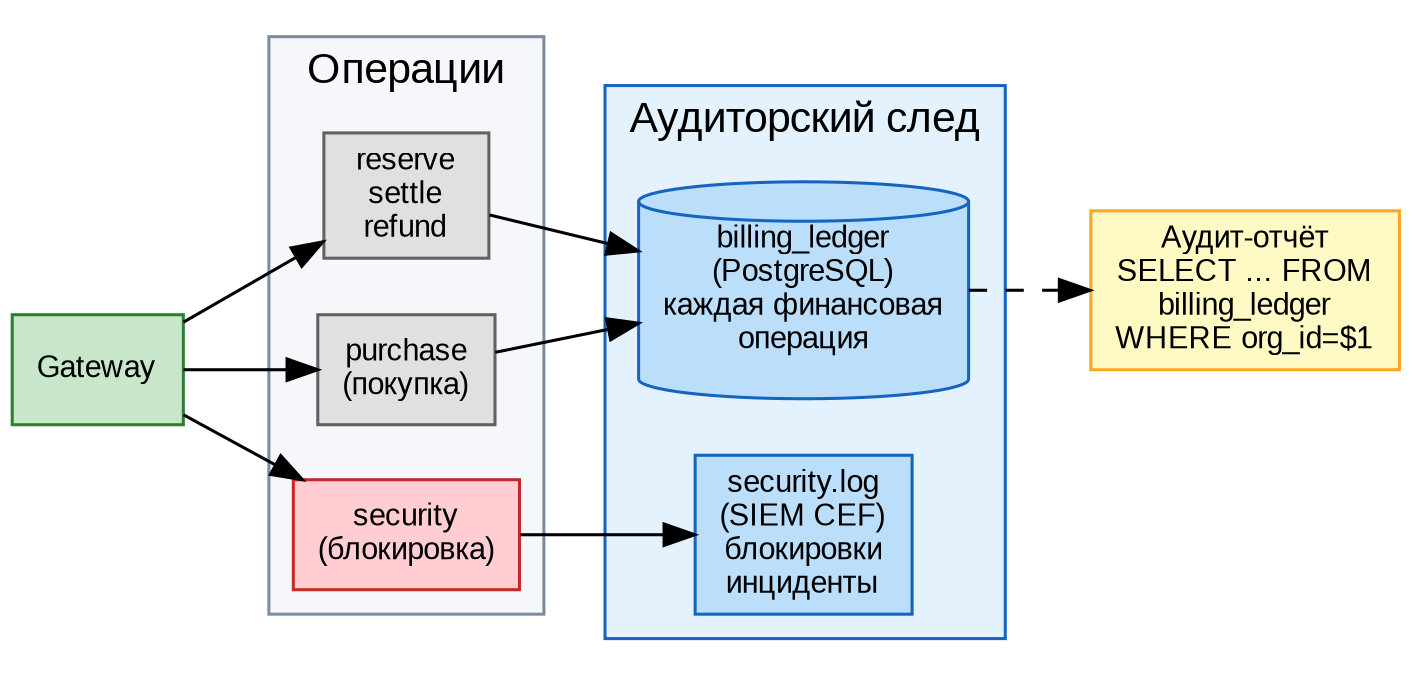 Операции
Аудиторский след
Gateway
reserve
settle
refund
purchase
(покупка)
security
(блокировка)
billing_ledger
(PostgreSQL)
каждая финансовая
операция
security.log
(SIEM CEF)
блокировки
инциденты
Аудит-отчёт
SELECT ... FROM
billing_ledger
WHERE org_id=$1